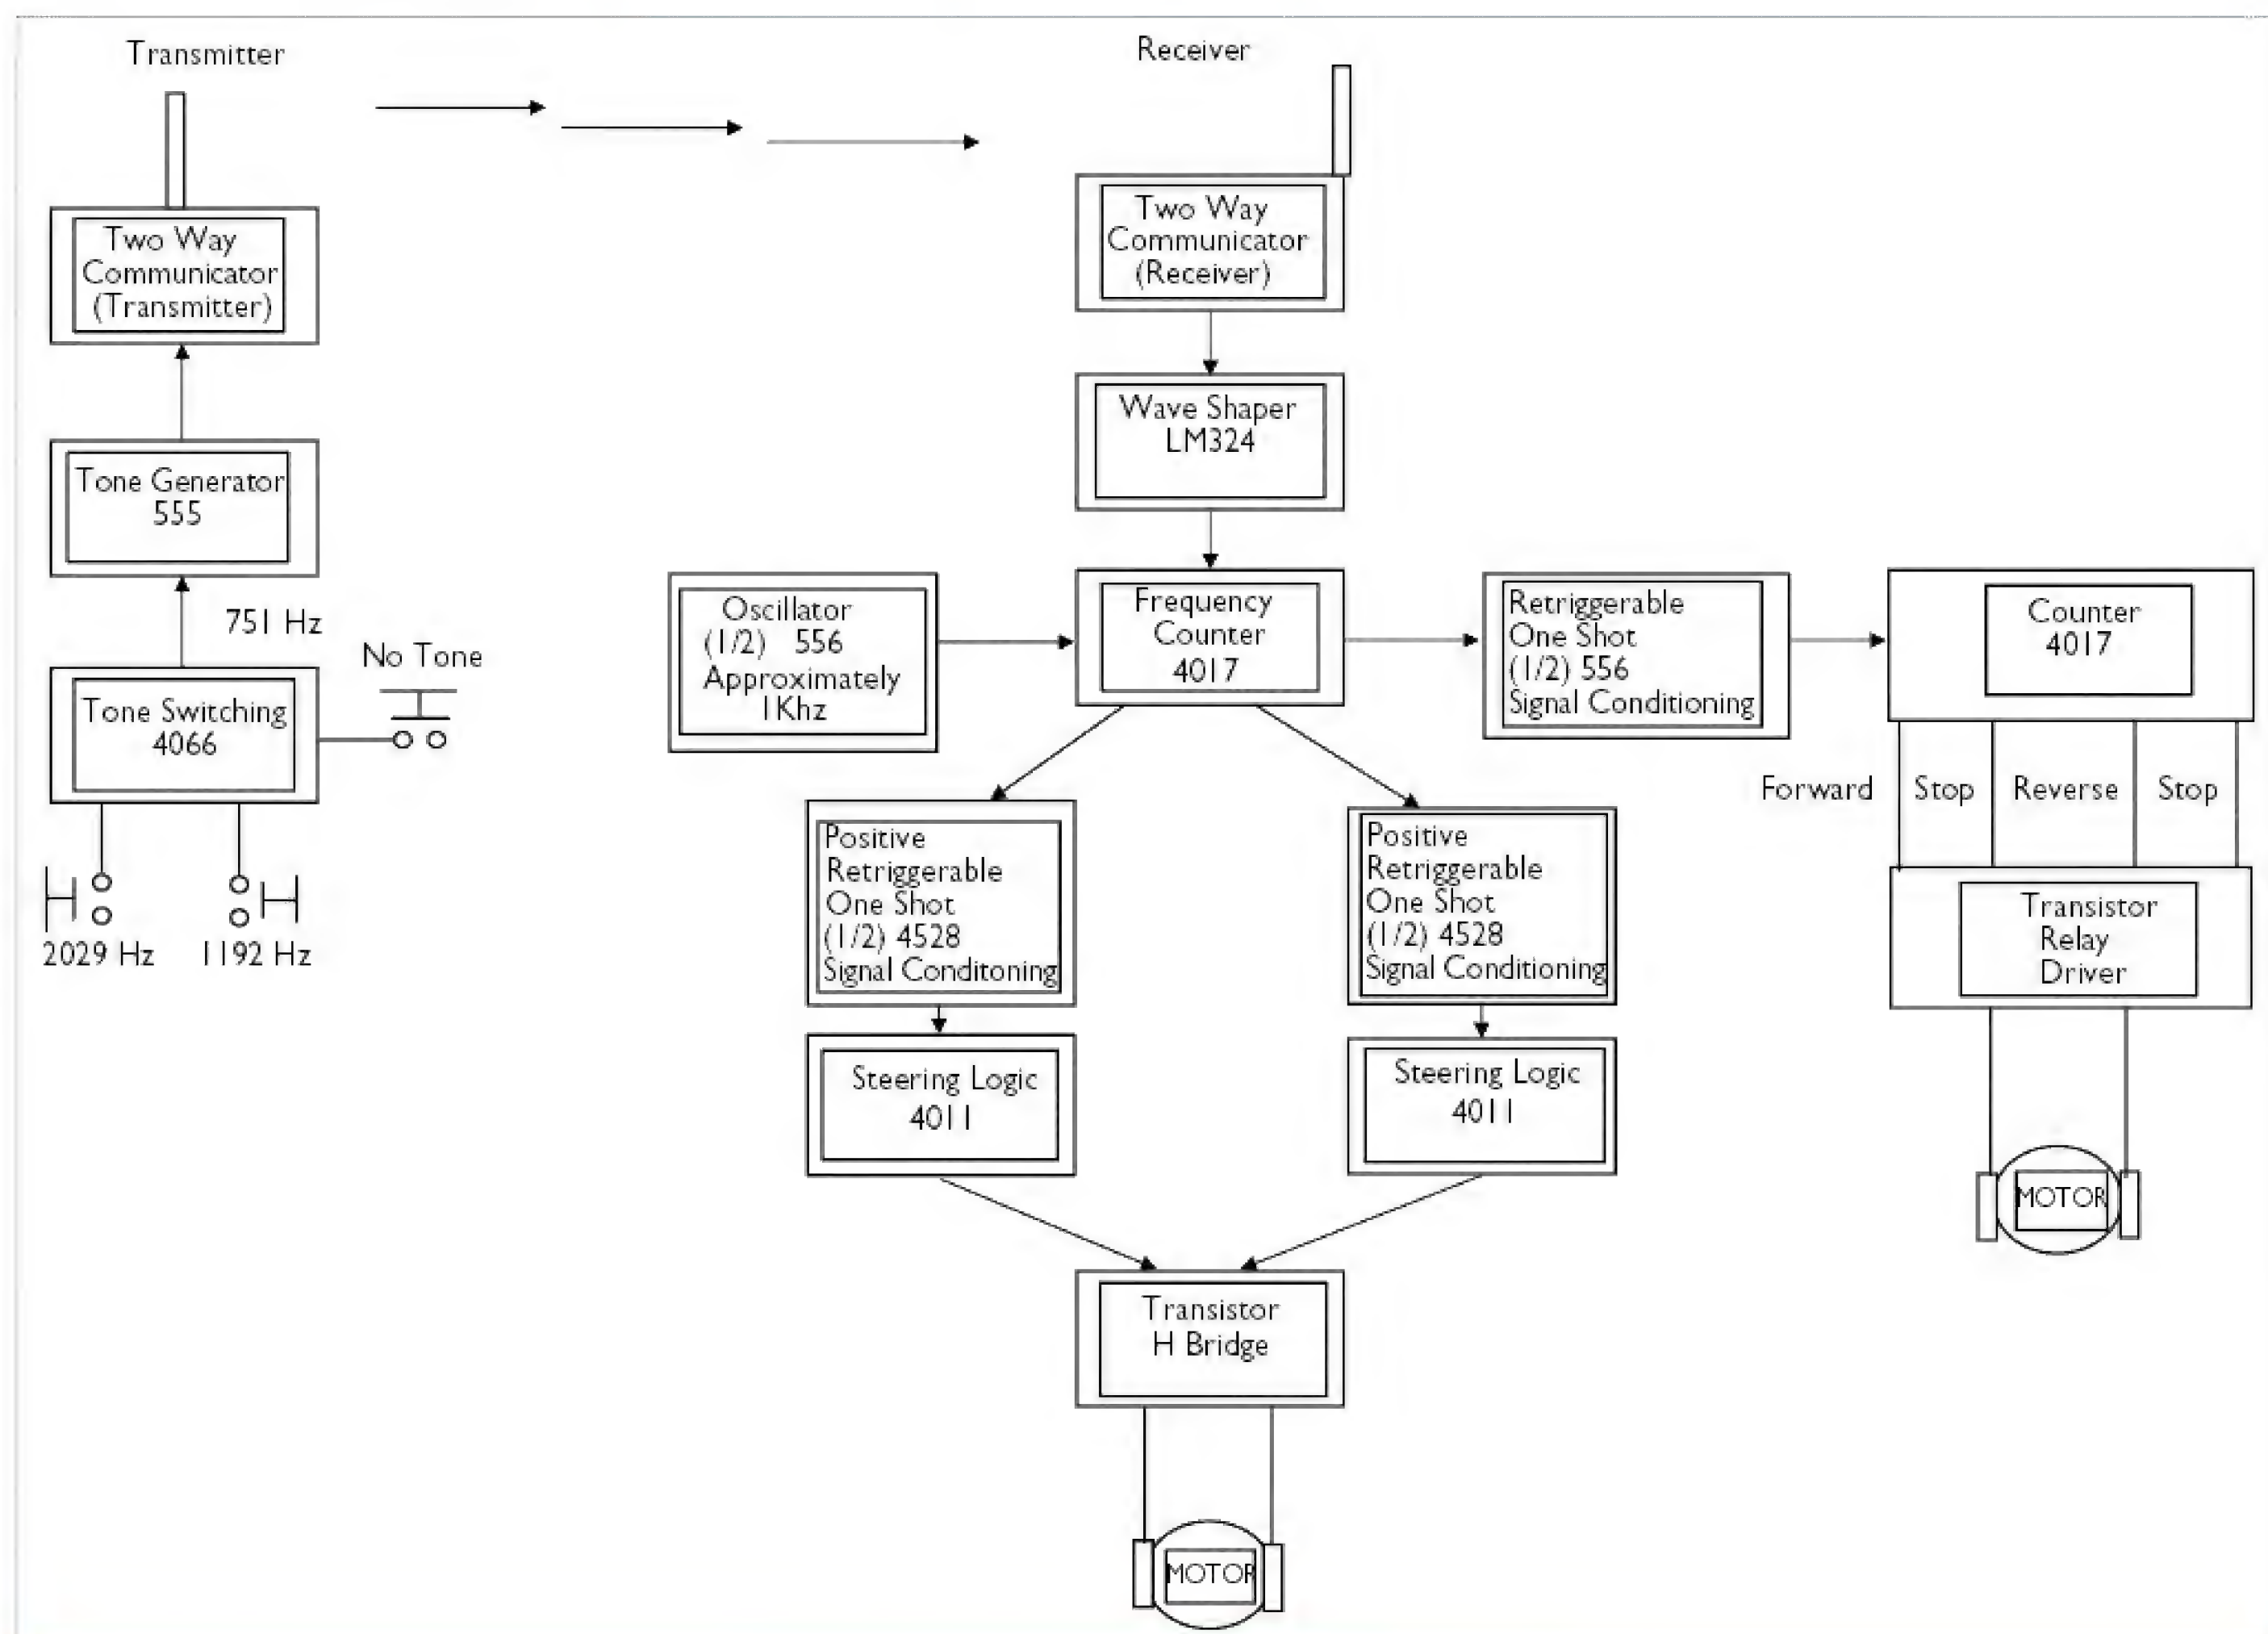 Transmitter
Two Way
Communicator
(Transmitter)
Tone Generator
555
751 Hz
No Tone
Tone Switching
4066
2029 Hz
1192 Hz
Receiver
Two Way
Communicator
(Receiver)
Wave Shaper
LM324
Oscillator
(1/2) 556
Approximately
1Khz
Frequency
Counter
4017
Retriggerable
One Shot
(1/2) 556
Signal Conditioning
Counter
4017
Forward
Stop
Reverse
Stop
Transistor
Relay
Driver
MOTOR
Positive
Retriggerable
One Shot
(1/2) 4528
Signal Conditoning
Positive
Retriggerable
One Shot
(1/2) 4528
Signal Conditioning
Steering Logic
4011
Steering Logic
4011
Transistor
H Bridge
MOTOR